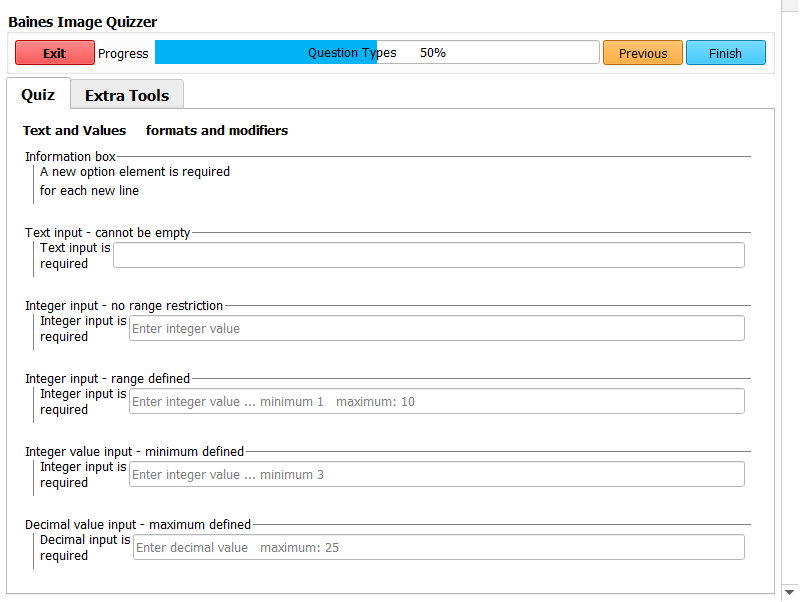 Baines Image Quizzer
Exit Progress Question Types 50% Previous Finish
Quiz Extra Tools
Text and Values formats and modifiers
Information box
A new option element is required
for each new line
Text input - cannot be empty
Text input is
required
Integer input - no range restriction
Integer input is
required
Enter integer value
Integer input - range defined
Integer input is
required
Enter integer value ... minimum 1 maximum: 10
Integer value input - minimum defined
Integer input is
required
Enter integer value ... minimum 3
Decimal value input - maximum defined
Decimal input is
required
Enter decimal value maximum: 25